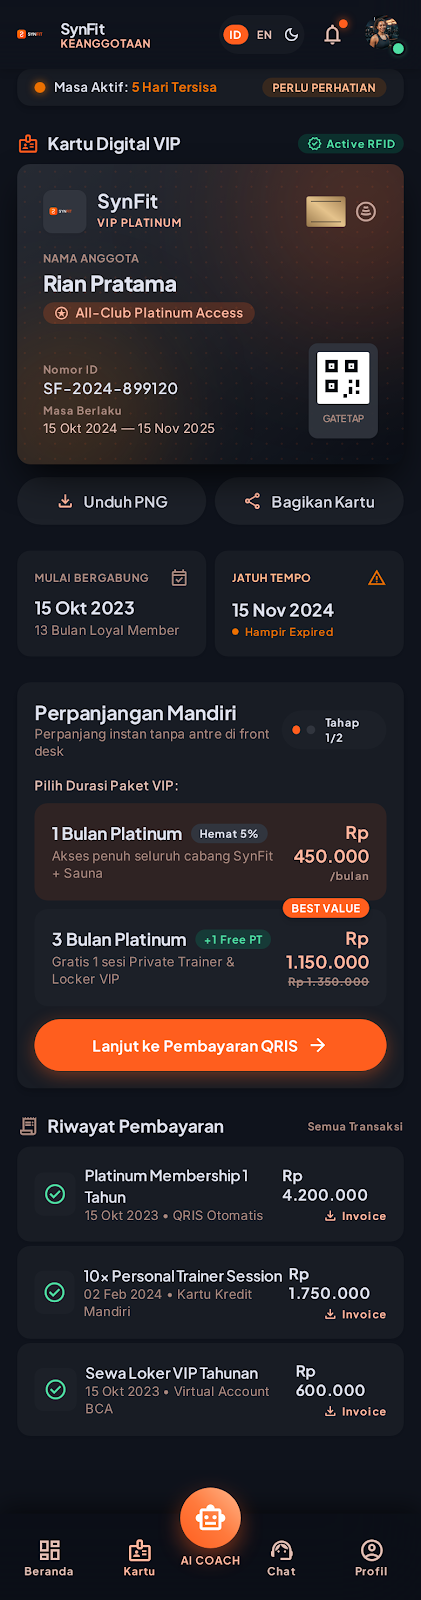 SynFit
KEANGGOTAAN
ID EN
Masa Aktif: 5 Hari Tersisa
PERLU PERHATIAN
Kartu Digital VIP
Active RFID
SynFit
VIP PLATINUM
NAMA ANGGOTA
Rian Pratama
All-Club Platinum Access
Nomor ID
SF-2024-899120
Masa Berlaku
15 Okt 2024 — 15 Nov 2025
GATE TAP
Unduh PNG
Bagikan Kartu
MULAI BERGABUNG
15 Okt 2023
13 Bulan Loyal Member
JATUH TEMPO
15 Nov 2024
Hampir Expired
Perpanjangan Mandiri
Perpanjang instan tanpa antre di front
desk
Tahap
1/2
Pilih Durasi Paket VIP:
1 Bulan Platinum
Hemat 5%
Akses penuh seluruh cabang SynFit
+ Sauna
Rp
450.000
/bulan
BEST VALUE
3 Bulan Platinum
+1 Free PT
Gratis 1 sesi Private Trainer &
Locker VIP
Rp
1.150.000
Rp 1.350.000
Lanjut ke Pembayaran QRIS
Riwayat Pembayaran
Semua Transaksi
Platinum Membership 1
Tahun
15 Okt 2023 • QRIS Otomatis
Rp
4.200.000
Invoice
10x Personal Trainer Session
02 Feb 2024 • Kartu Kredit
Mandiri
Rp
1.750.000
Invoice
Sewa Loker VIP Tahunan
15 Okt 2023 • Virtual Account
BCA
Rp
600.000
Invoice
Beranda
Kartu
AI COACH
Chat
Profil